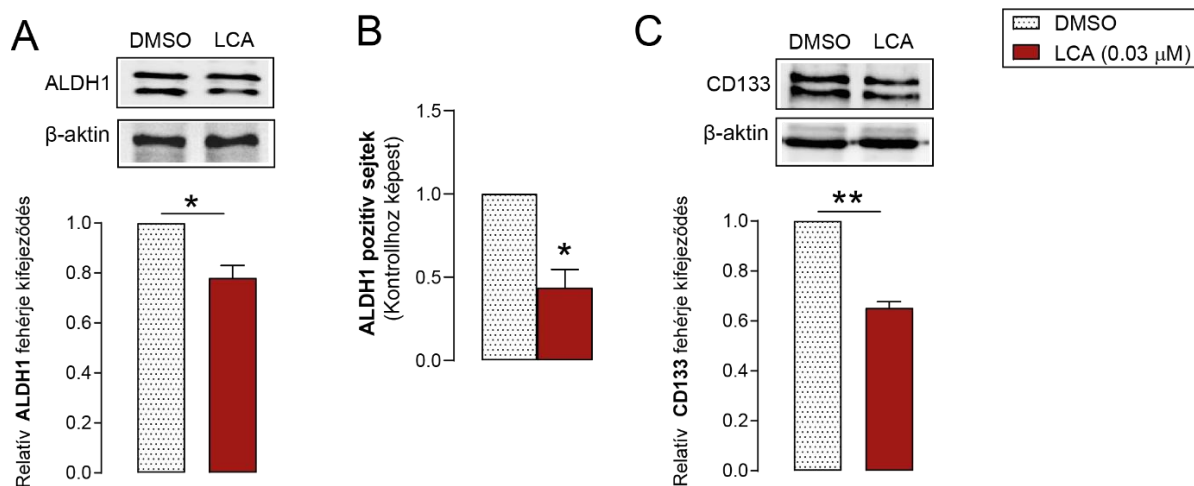 A
DMSO LCA
ALDH1
β-aktin
Relatív ALDH1 fehérje kifejeződés
1.0
0.8
0.6
0.4
0.2
0.0
*
B
ALDH1 pozitív sejtek
(Kontrollhoz képest)
1.5
1.0
0.5
0.0
*
C
DMSO LCA
CD133
β-aktin
Relatív CD133 fehérje kifejeződés
1.0
0.8
0.6
0.4
0.2
0.0
**
DMSO
LCA (0.03 μM)